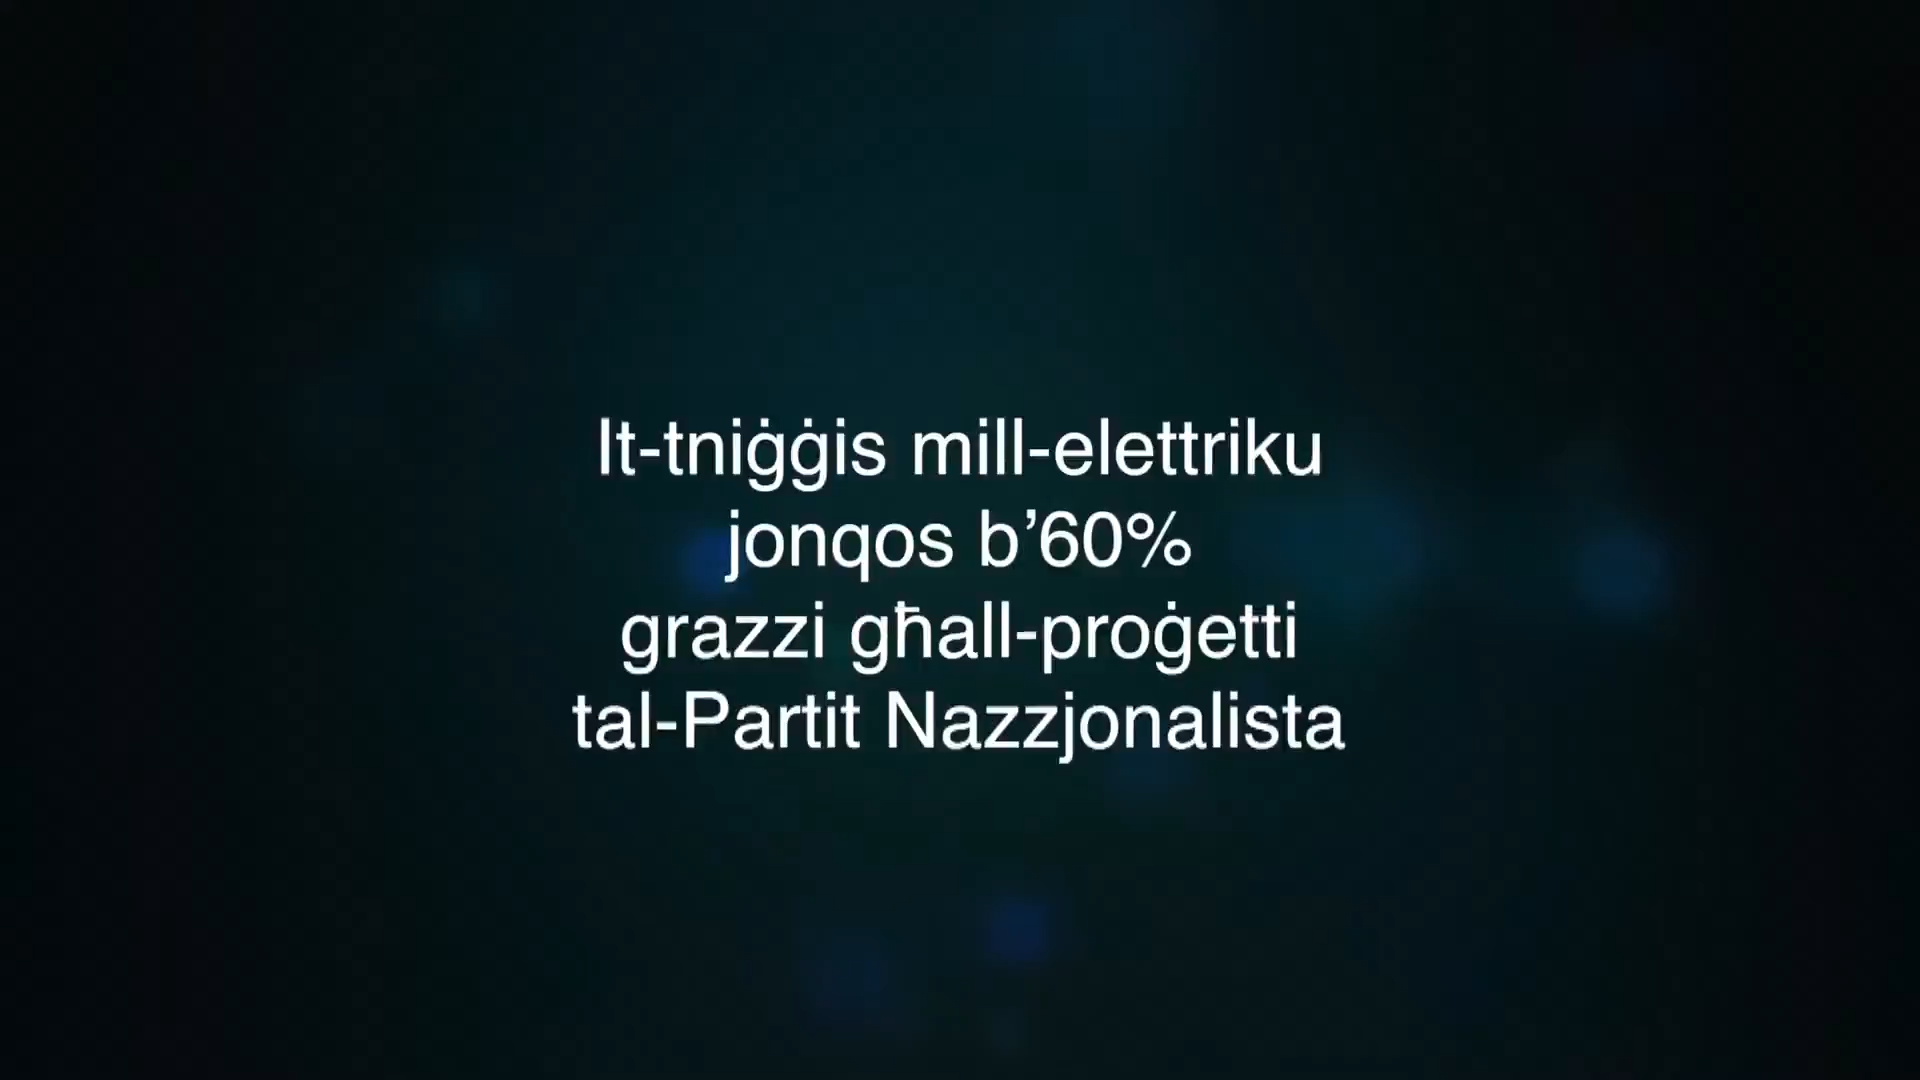 It-tniġġis mill-elettriku
jonqos b’60%
grazzi għall-proġetti
tal-Partit Nazzjonalista